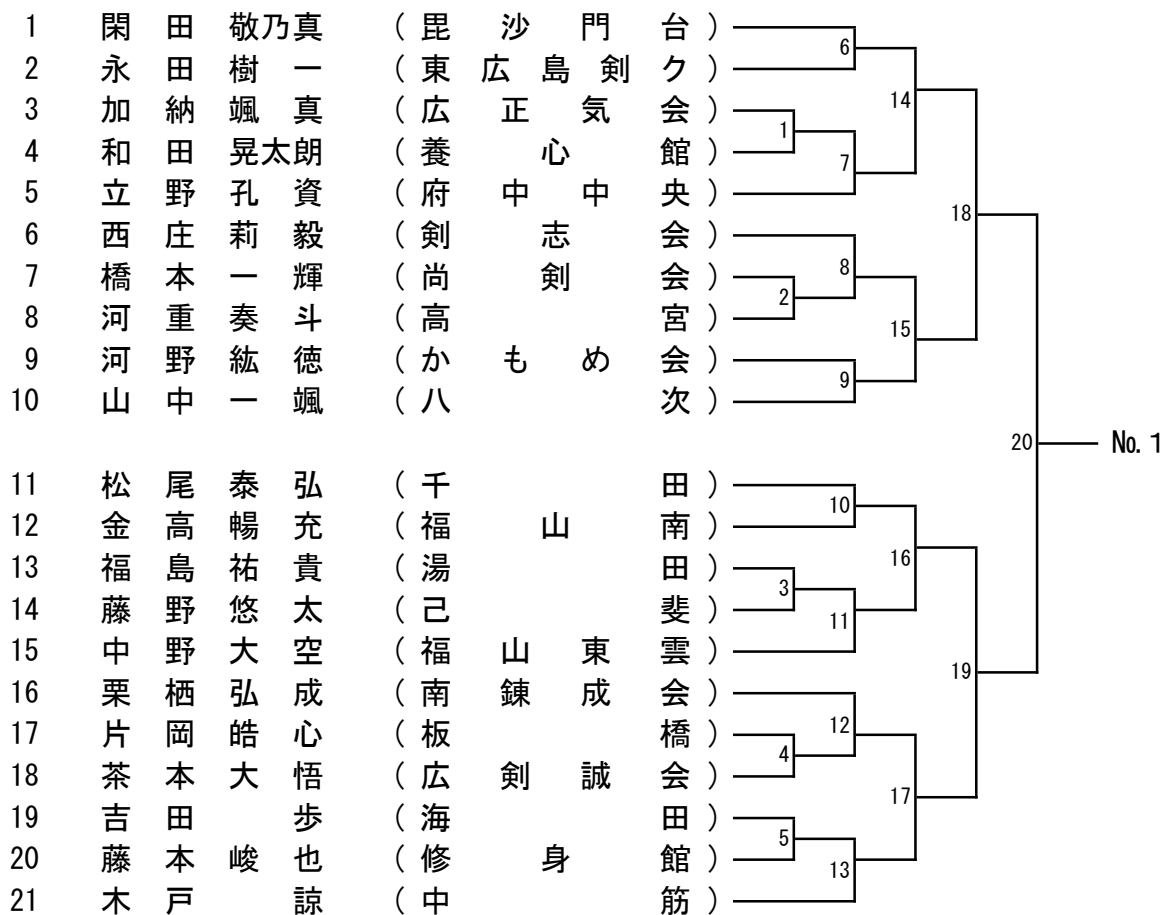 1 閑田 敬乃真 (毘沙門台)
6
2 永田樹一 (東広島剣ク)
3 加納颯真 (広正気会)
14
1
4 和田 晃太朗 (養心館)
7
5 立野孔資 (府中中央)
18
6 西庄莉毅 (剣志会)
7 橋本一輝 (尚剣会)
8
2
8 河重奏斗 (高宮)
15
9 河野紘徳 (かもめ会)
9
10 山中一颯 (八次)
20 No. 1
11 松尾泰弘 (千田)
10
12 金高暢充 (福山南)
13 福島祐貴 (湯田)
16
3
14 藤野悠太 (己斐)
11
15 中野大空 (福山東雲)
19
16 栗栖弘成 (南錬成会)
17 片岡皓心 (板橋)
12
4
18 茶本大悟 (広剣誠会)
17
19 吉田 歩 (海田)
5
20 藤本峻也 (修身館)
13
21 木戸 諒 (中筋)